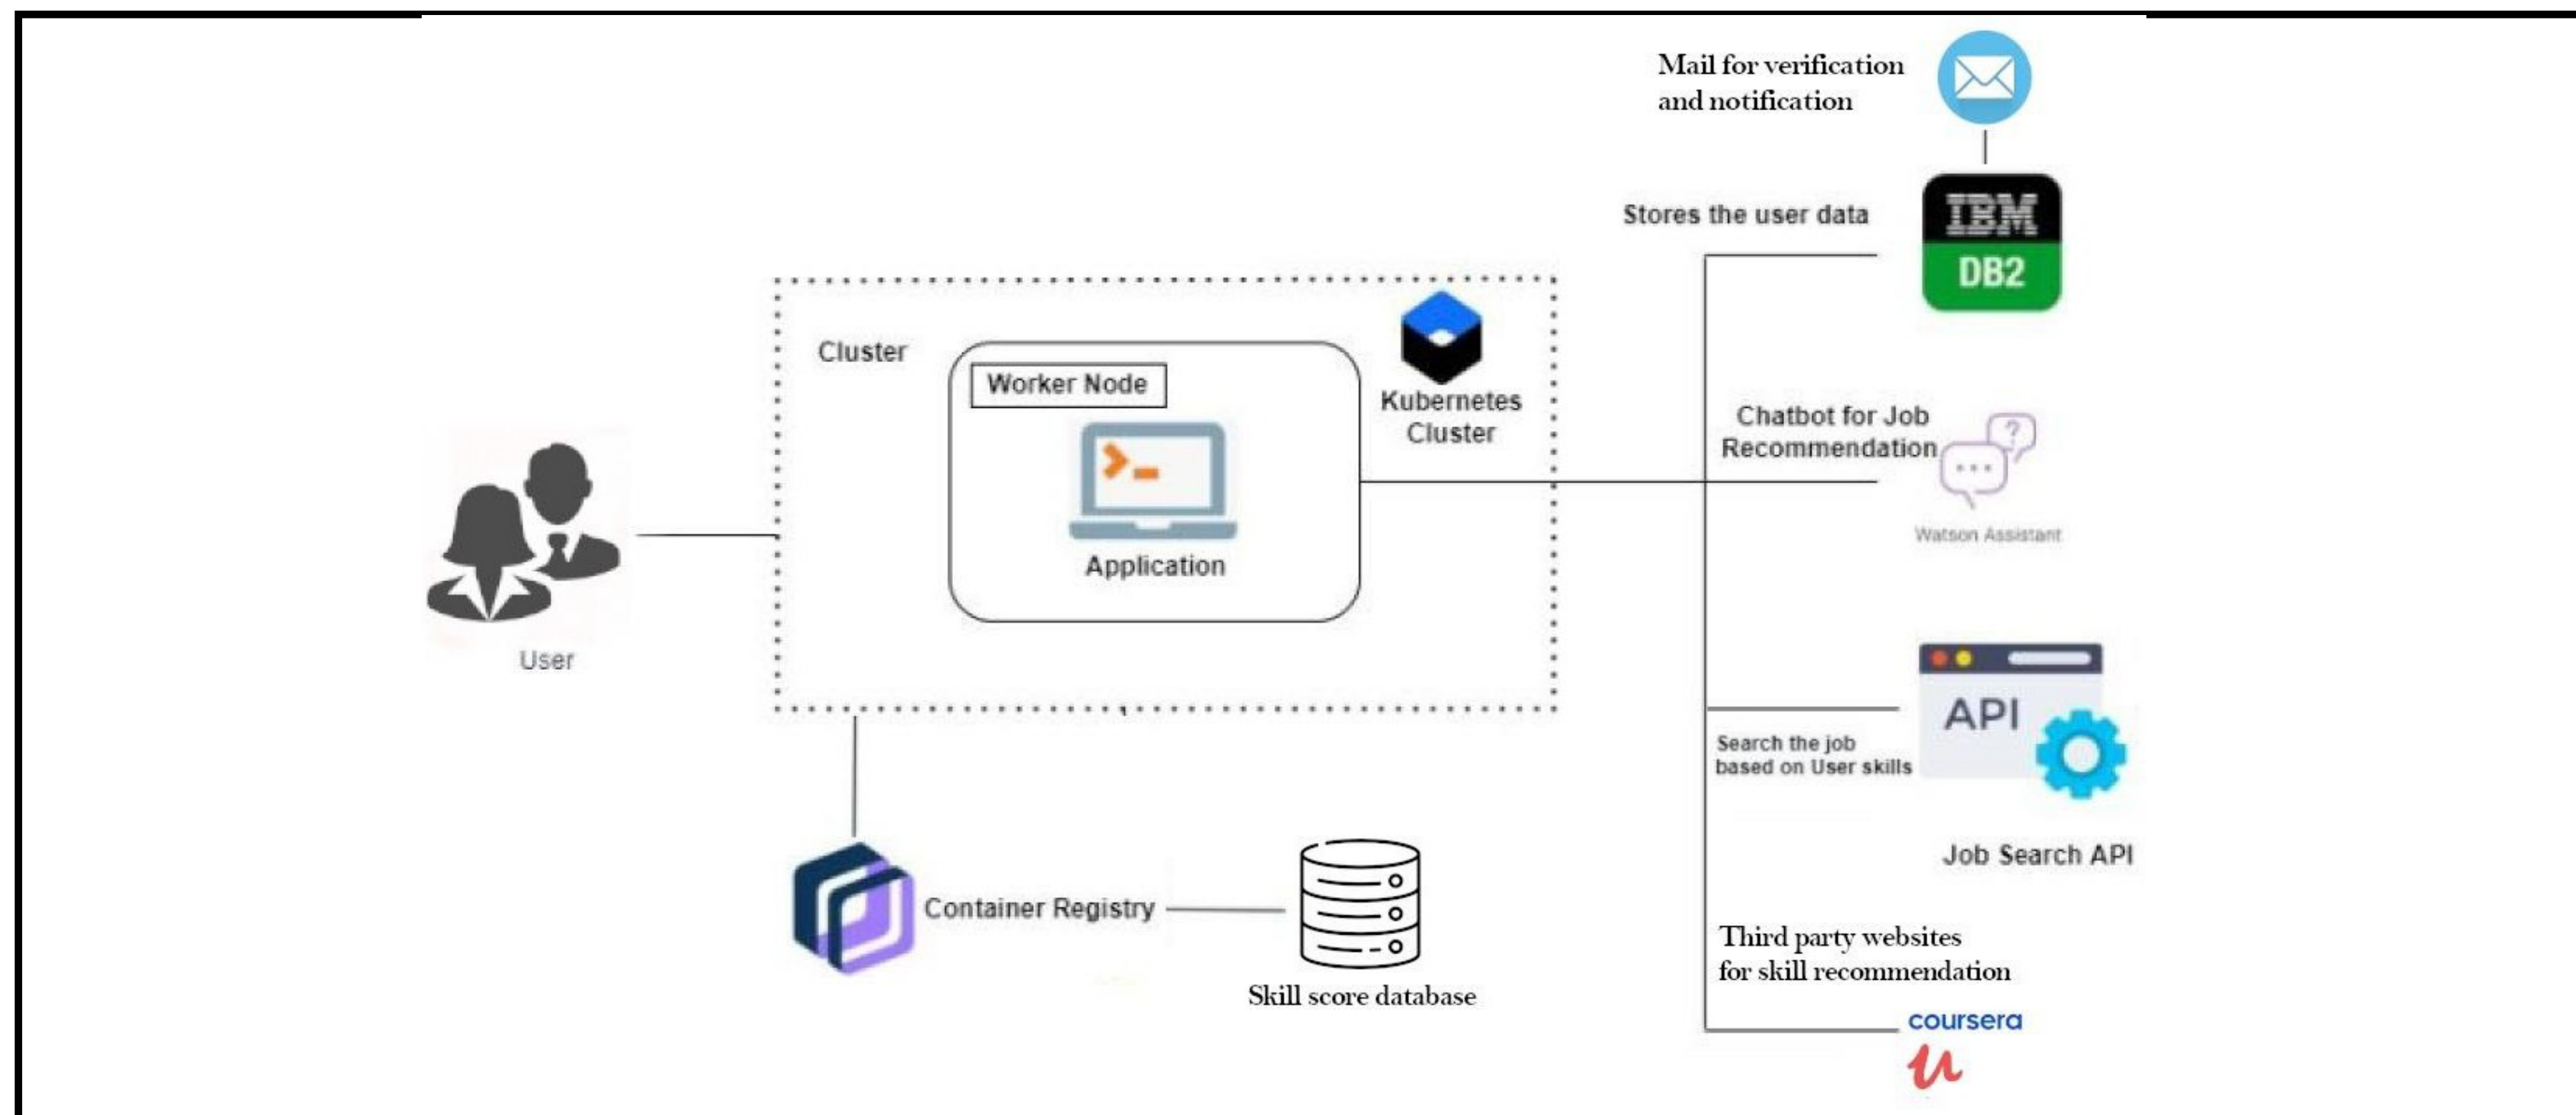 Mail for verification
and notification
IBM
DB2
Stores the user data
Cluster
Worker Node
Kubernetes
Cluster
Application
Chatbot for Job
Recommendation
?
Watson Assistant
User
API
Search the job
based on User skills
Job Search API
Container Registry
Skill score database
Third party websites
for skill recommendation
coursera
u